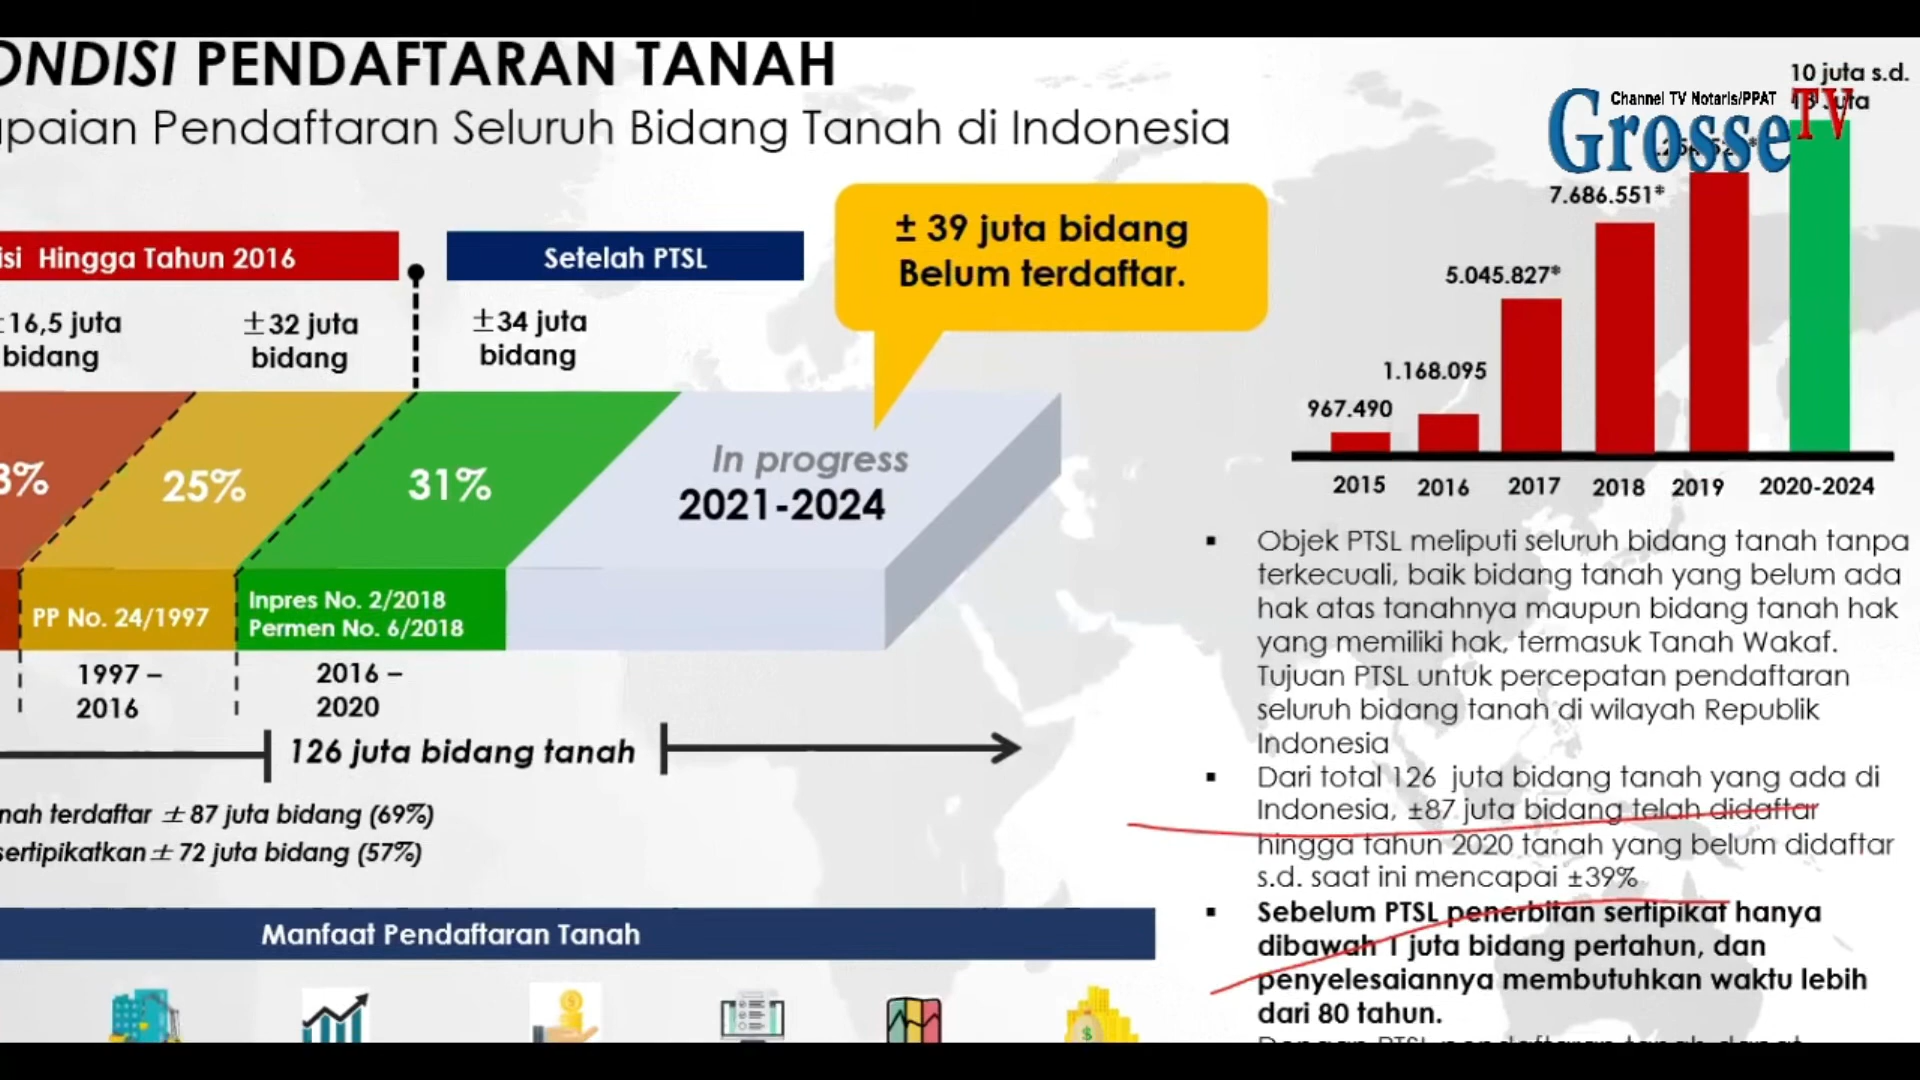 ONDISI PENDAFTARAN TANAH
apaian Pendaftaran Seluruh Bidang Tanah di Indonesia
Channel TV Notaris/PPAT
Grosse TV
10 juta s.d.
7.686.551*
5.045.827*
1.168.095
967.490
2015 2016 2017 2018 2019 2020-2024
± 39 juta bidang
Belum terdaftar.
isi Hingga Tahun 2016
Setelah PTSL
±16,5 juta
bidang
±32 juta
bidang
±34 juta
bidang
3%
25%
31%
In progress
2021-2024
PP No. 24/1997
Inpres No. 2/2018
Permen No. 6/2018
1997 –
2016
2016 –
2020
126 juta bidang tanah
nah terdaftar ± 87 juta bidang (69%)
sertipikatkan ± 72 juta bidang (57%)
Manfaat Pendaftaran Tanah
▪ Objek PTSL meliputi seluruh bidang tanah tanpa
terkecuali, baik bidang tanah yang belum ada
hak atas tanahnya maupun bidang tanah hak
yang memiliki hak, termasuk Tanah Wakaf.
Tujuan PTSL untuk percepatan pendaftaran
seluruh bidang tanah di wilayah Republik
Indonesia
▪ Dari total 126 juta bidang tanah yang ada di
Indonesia, ±87 juta bidang telah didaftar
hingga tahun 2020 tanah yang belum didaftar
s.d. saat ini mencapai ±39%
▪ Sebelum PTSL penerbitan sertipikat hanya
dibawah 1 juta bidang pertahun, dan
penyelesaiannya membutuhkan waktu lebih
dari 80 tahun.